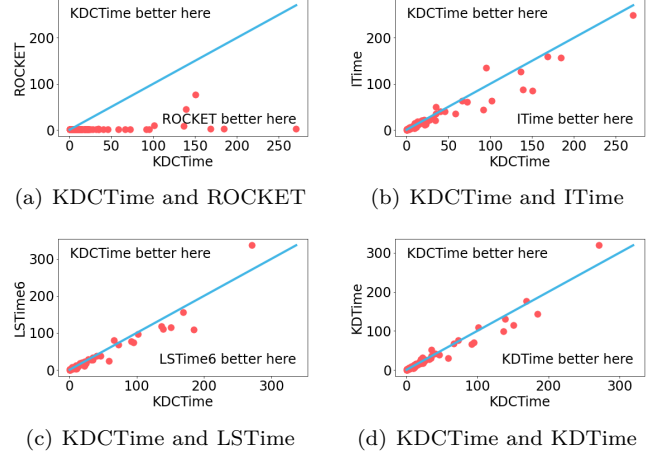 KDCTime better here
200
100
0
ROCKET
ROCKET better here
0 50 100 150 200 250
KDCTime
(a) KDCTime and ROCKET
KDCTime better here
200
100
0
ITime
ITime better here
0 50 100 150 200 250
KDCTime
(b) KDCTime and ITime
KDCTime better here
300
200
100
0
LSTime6
LSTime6 better here
0 100 200 300
KDCTime
(c) KDCTime and LSTime
KDCTime better here
300
200
100
0
KDTime
KDTime better here
0 100 200 300
KDCTime
(d) KDCTime and KDTime